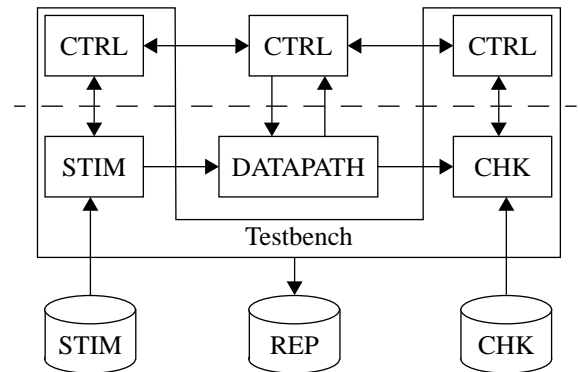 CTRL CTRL CTRL
STIM DATAPATH CHK
Testbench
STIM REP CHK